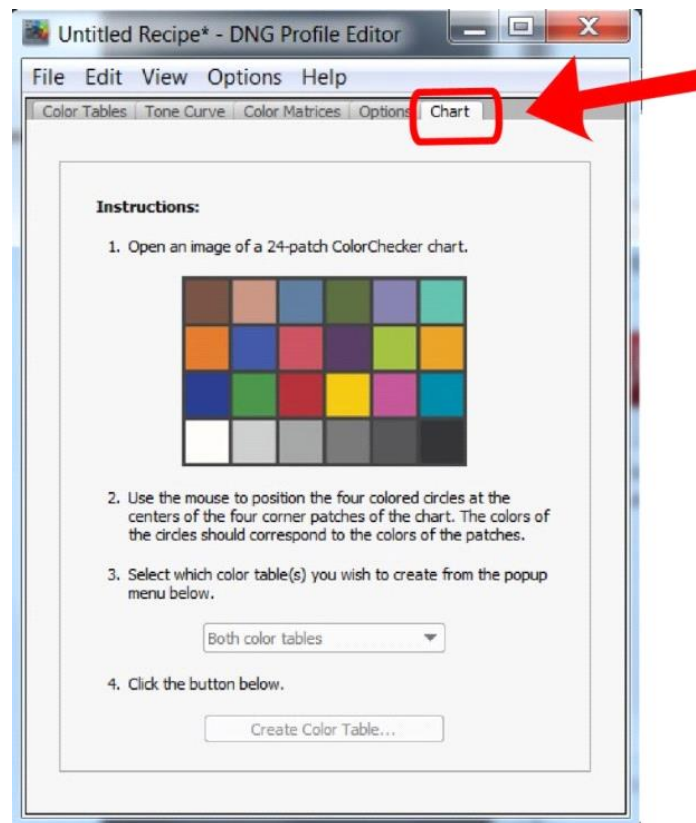 Untitled Recipe* - DNG Profile Editor
File Edit View Options Help
Color Tables Tone Curve Color Matrices Options Chart
Instructions:
1. Open an image of a 24-patch ColorChecker chart.
2. Use the mouse to position the four colored circles at the
centers of the four corner patches of the chart. The colors of
the circles should correspond to the colors of the patches.
3. Select which color table(s) you wish to create from the popup
menu below.
Both color tables
4. Click the button below.
Create Color Table...